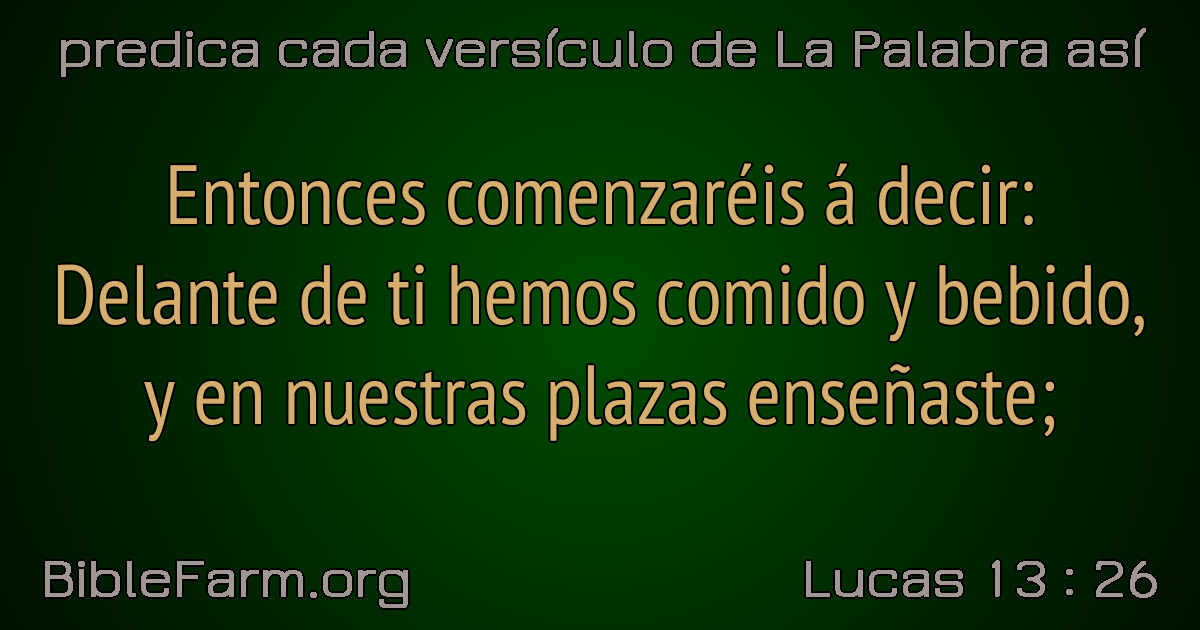 predica cada versículo de La Palabra así
Entonces comenzaréis á decir:
Delante de ti hemos comido y bebido,
y en nuestras plazas enseñaste;
BibleFarm.org
Lucas 13 : 26